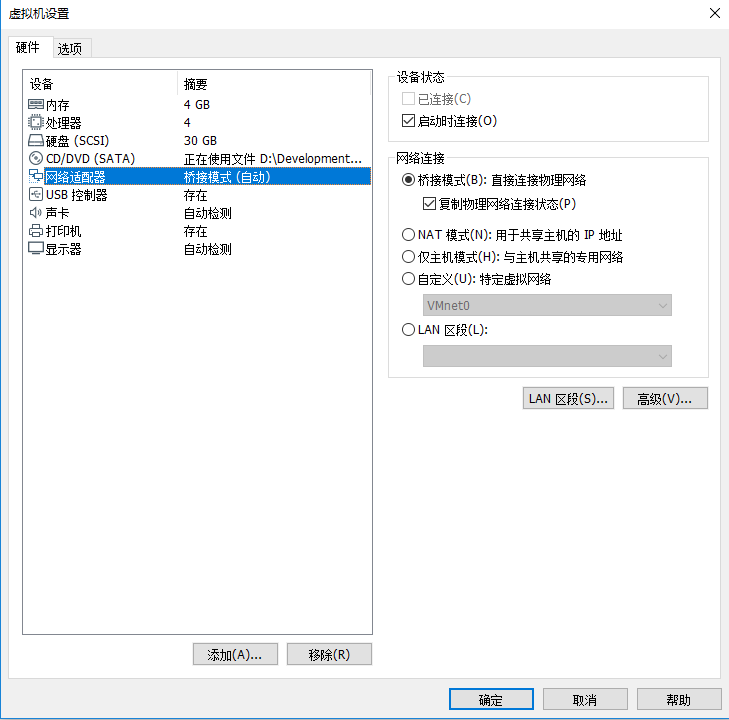 虚拟机设置
硬件 选项
设备 摘要
内存 4 GB
处理器 4
硬盘 (SCSI) 30 GB
CD/DVD (SATA) 正在使用文件 D:\Development...
网络适配器 桥接模式 (自动)
USB 控制器 存在
声卡 自动检测
打印机 存在
显示器 自动检测
添加(A)... 移除(R)
设备状态
已连接(C)
启动时连接(O)
网络连接
桥接模式(B): 直接连接物理网络
复制物理网络连接状态(P)
NAT 模式(N): 用于共享主机的 IP 地址
仅主机模式(H): 与主机共享的专用网络
自定义(U): 特定虚拟网络
VMnet0
LAN 区段(L):
LAN 区段(S)... 高级(V)...
确定 取消 帮助